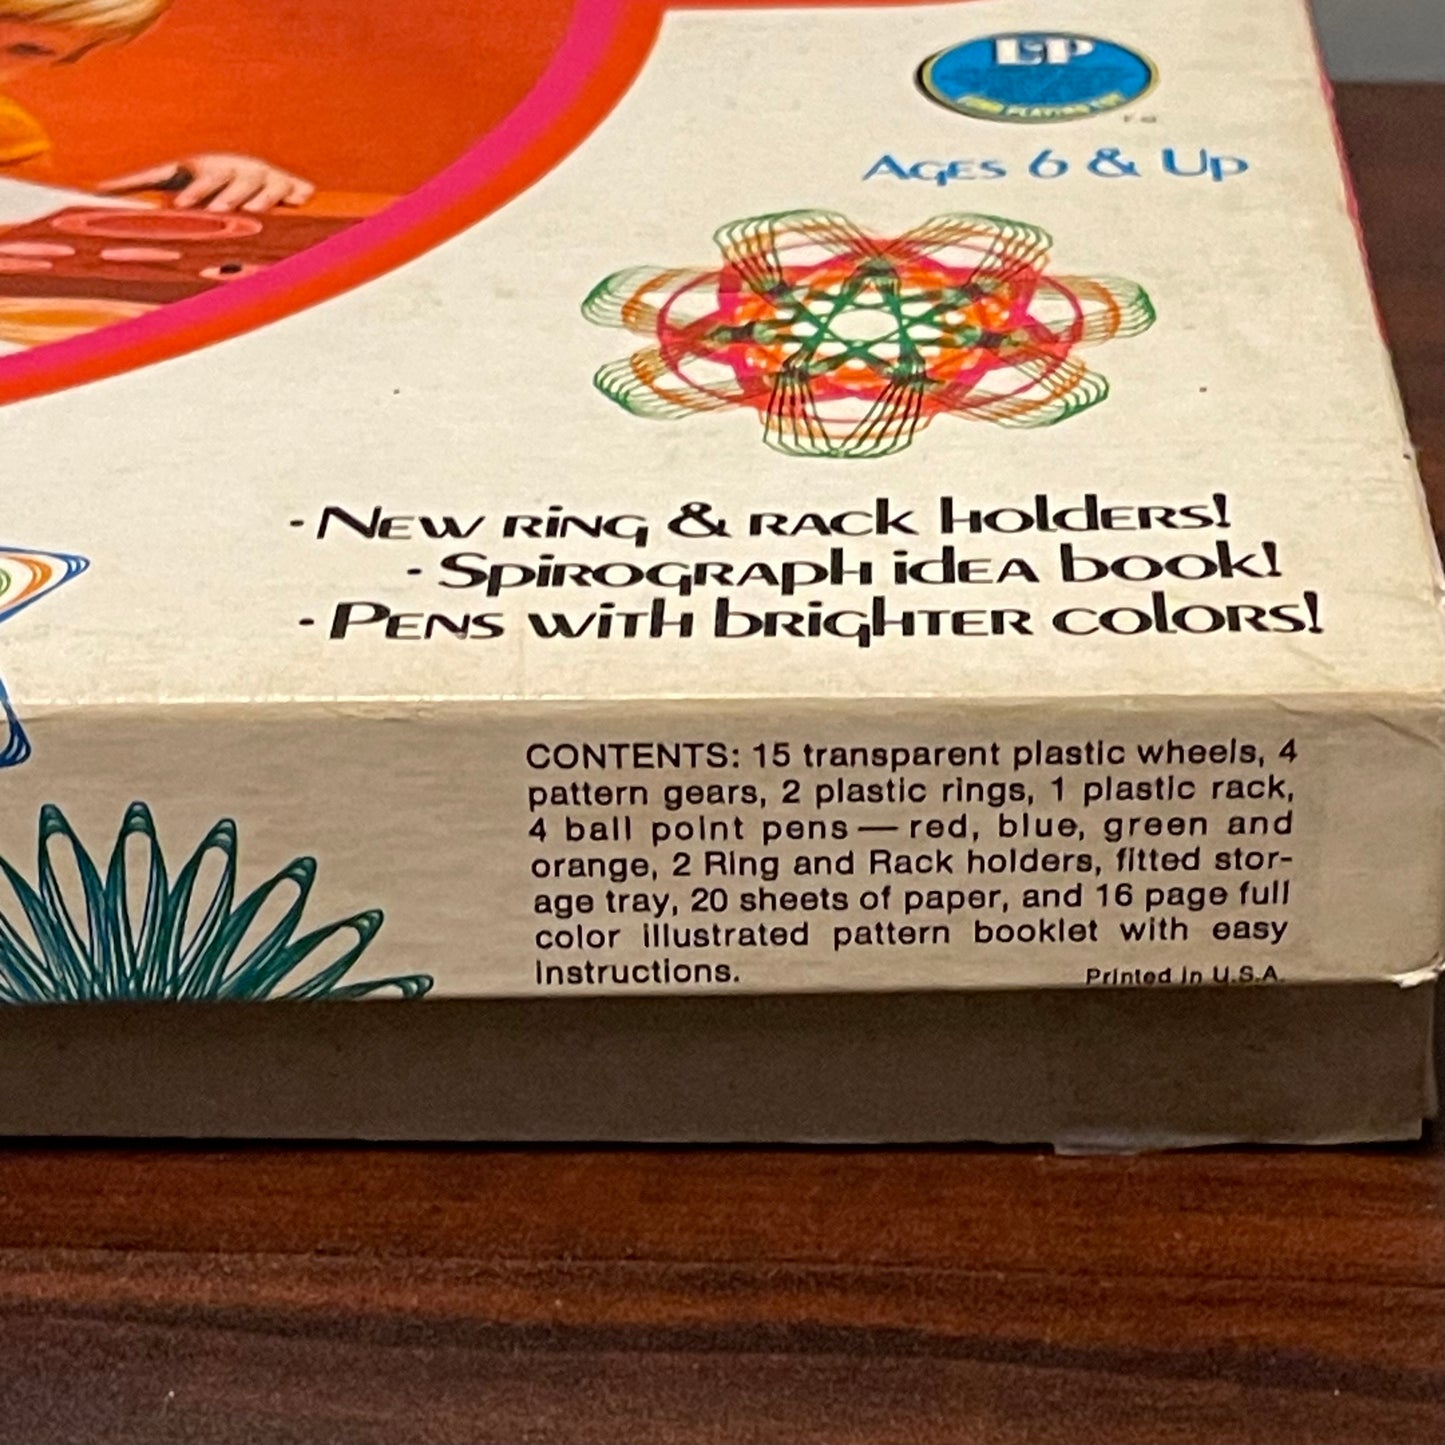 LP
AGES 6 & UP
• NEW RING & RACK HOLDERS!
• SPIROGRAPH IDEA BOOK!
• PENS WITH BRIGHTER COLORS!
CONTENTS: 15 transparent plastic wheels, 4
pattern gears, 2 plastic rings, 1 plastic rack,
4 ball point pens — red, blue, green and
orange, 2 Ring and Rack holders, fitted stor-
age tray, 20 sheets of paper, and 16 page full
color illustrated pattern booklet with easy
instructions.
Printed in U.S.A.